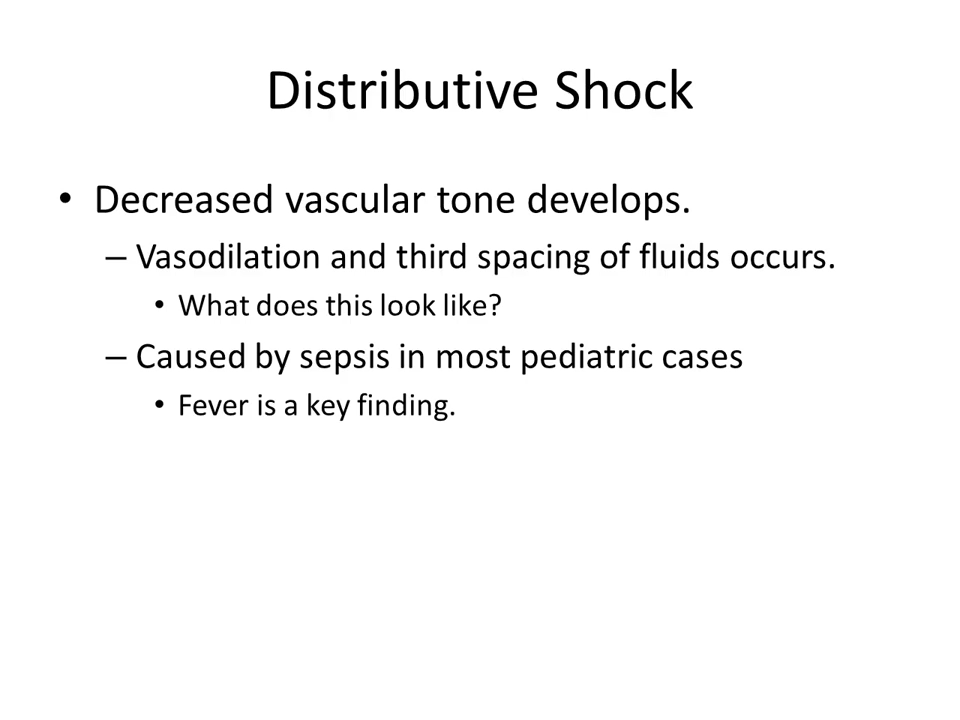 Distributive Shock
• Decreased vascular tone develops.
– Vasodilation and third spacing of fluids occurs.
• What does this look like?
– Caused by sepsis in most pediatric cases
• Fever is a key finding.